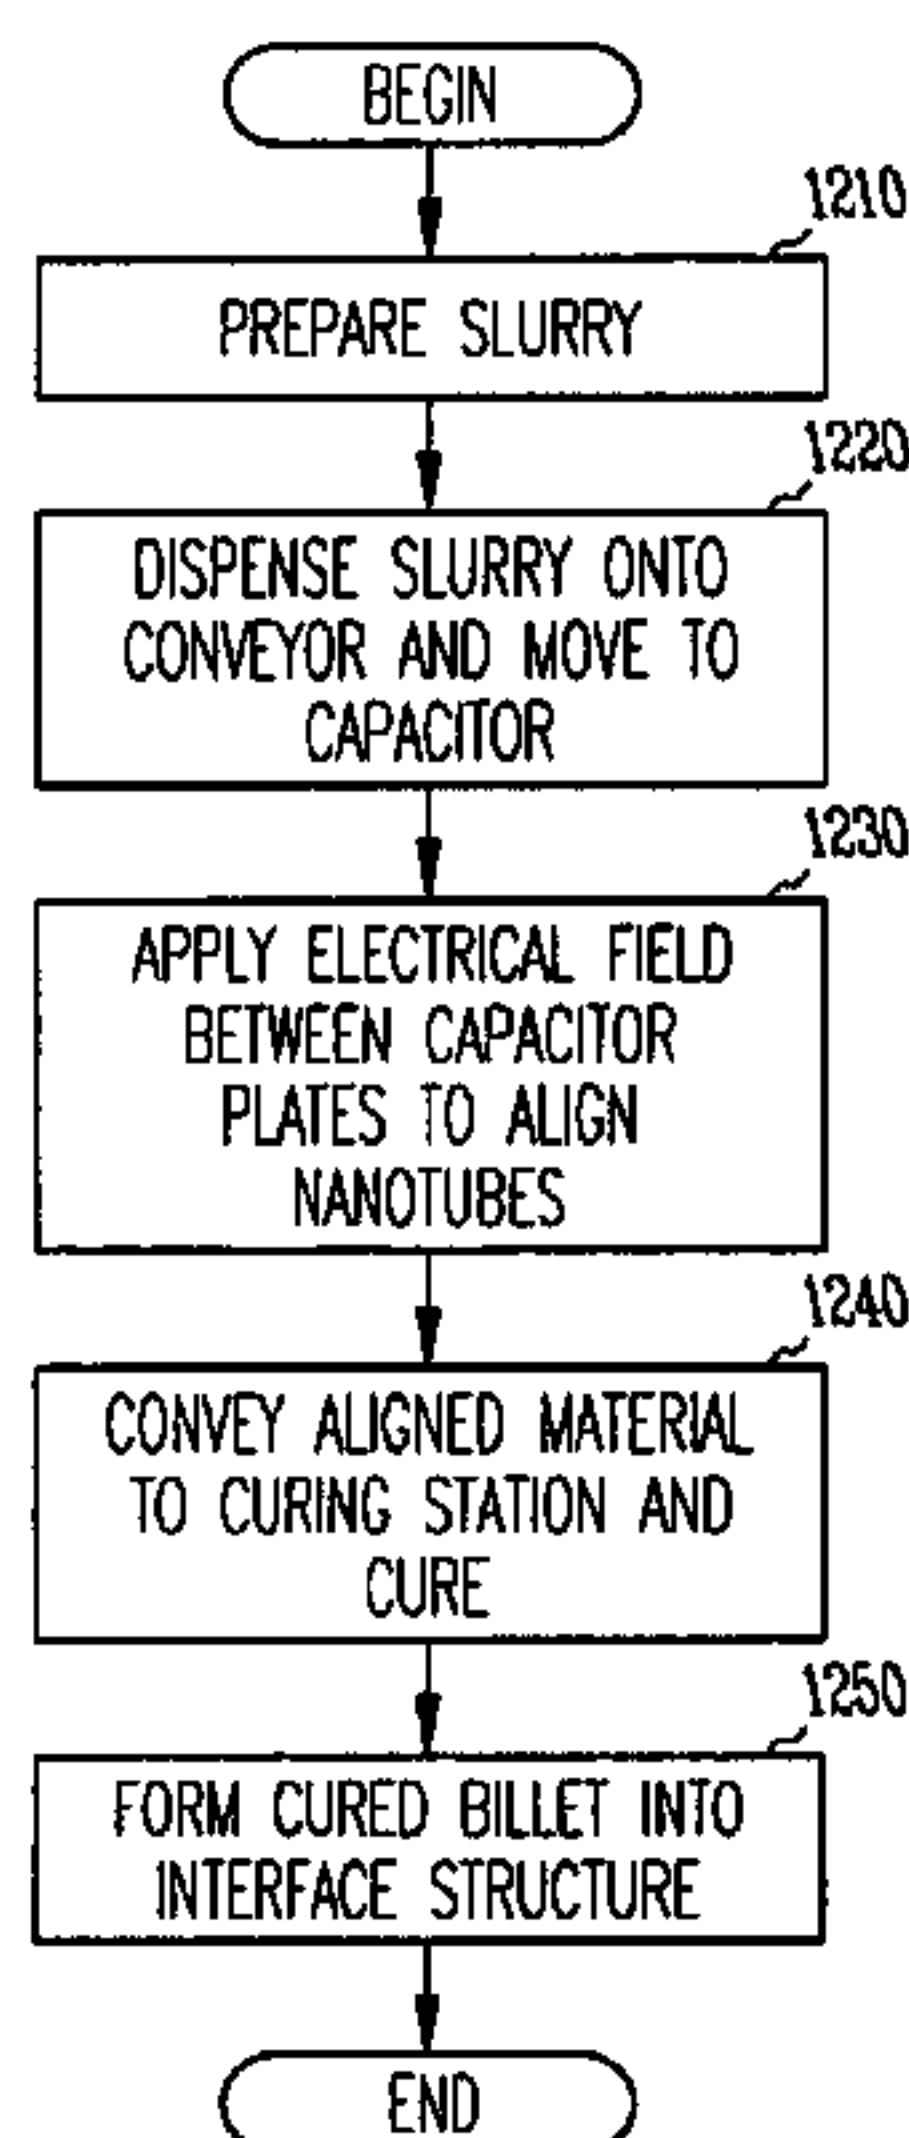 BEGIN
1210
PREPARE SLURRY
1220
DISPENSE SLURRY ONTO
CONVEYOR AND MOVE TO
CAPACITOR
1230
APPLY ELECTRICAL FIELD
BETWEEN CAPACITOR
PLATES TO ALIGN
NANOTUBES
1240
CONVEY ALIGNED MATERIAL
TO CURING STATION AND
CURE
1250
FORM CURED BILLET INTO
INTERFACE STRUCTURE
END